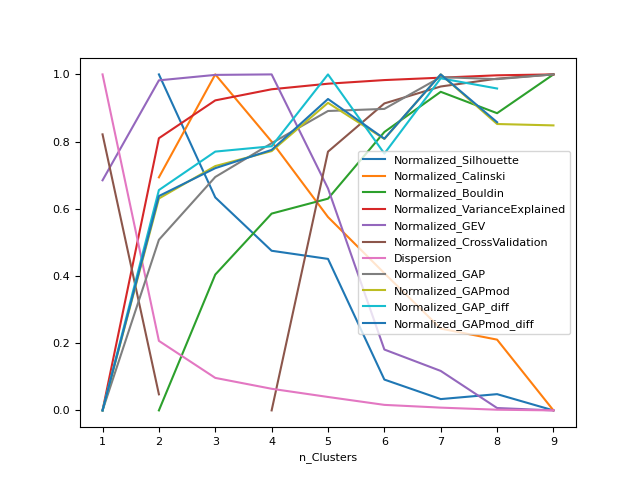 1.0
0.8
0.6
0.4
0.2
0.0
1 2 3 4 5 6 7 8 9
n_Clusters
Normalized_Silhouette
Normalized_Calinski
Normalized_Bouldin
Normalized_VarianceExplained
Normalized_GEV
Normalized_CrossValidation
Dispersion
Normalized_GAP
Normalized_GAPmod
Normalized_GAP_diff
Normalized_GAPmod_diff